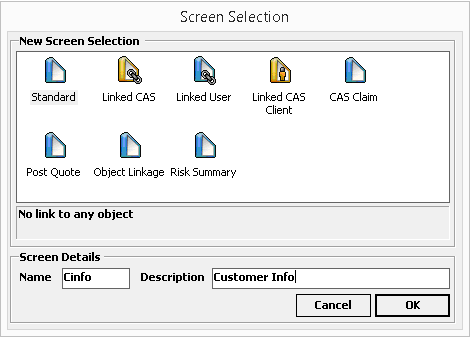 Screen Selection
New Screen Selection
Standard
Linked CAS
Linked User
Linked CAS
Client
CAS Claim
Post Quote
Object Linkage
Risk Summary
No link to any object
Screen Details
Name Cinfo Description Customer Info
Cancel OK